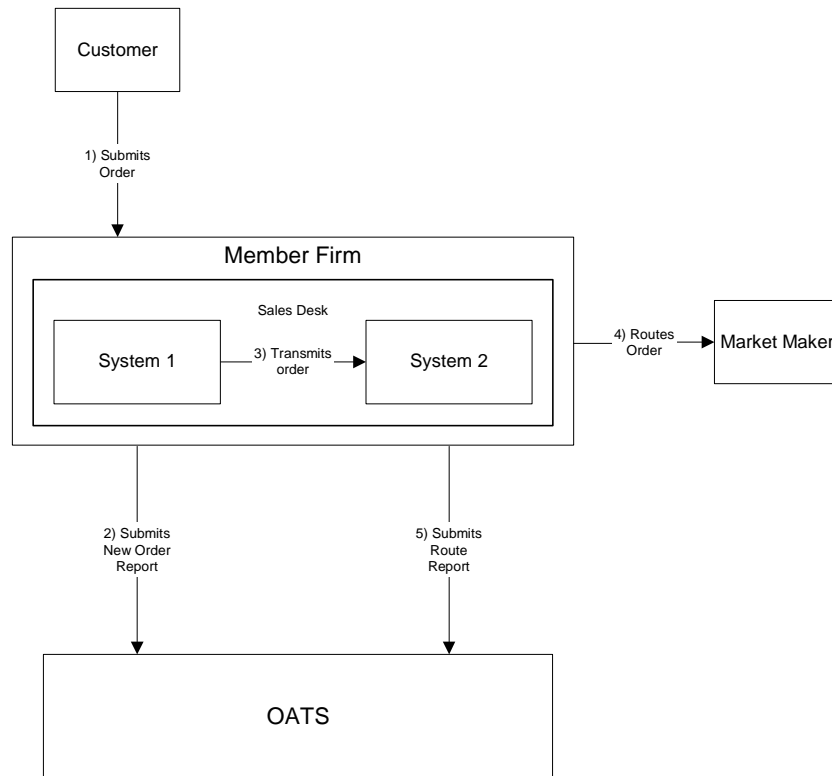 Customer
1) Submits
Order
Member Firm
Sales Desk
System 1
3) Transmits
order
System 2
4) Routes
Order
Market Maker
2) Submits
New Order
Report
5) Submits
Route
Report
OATS